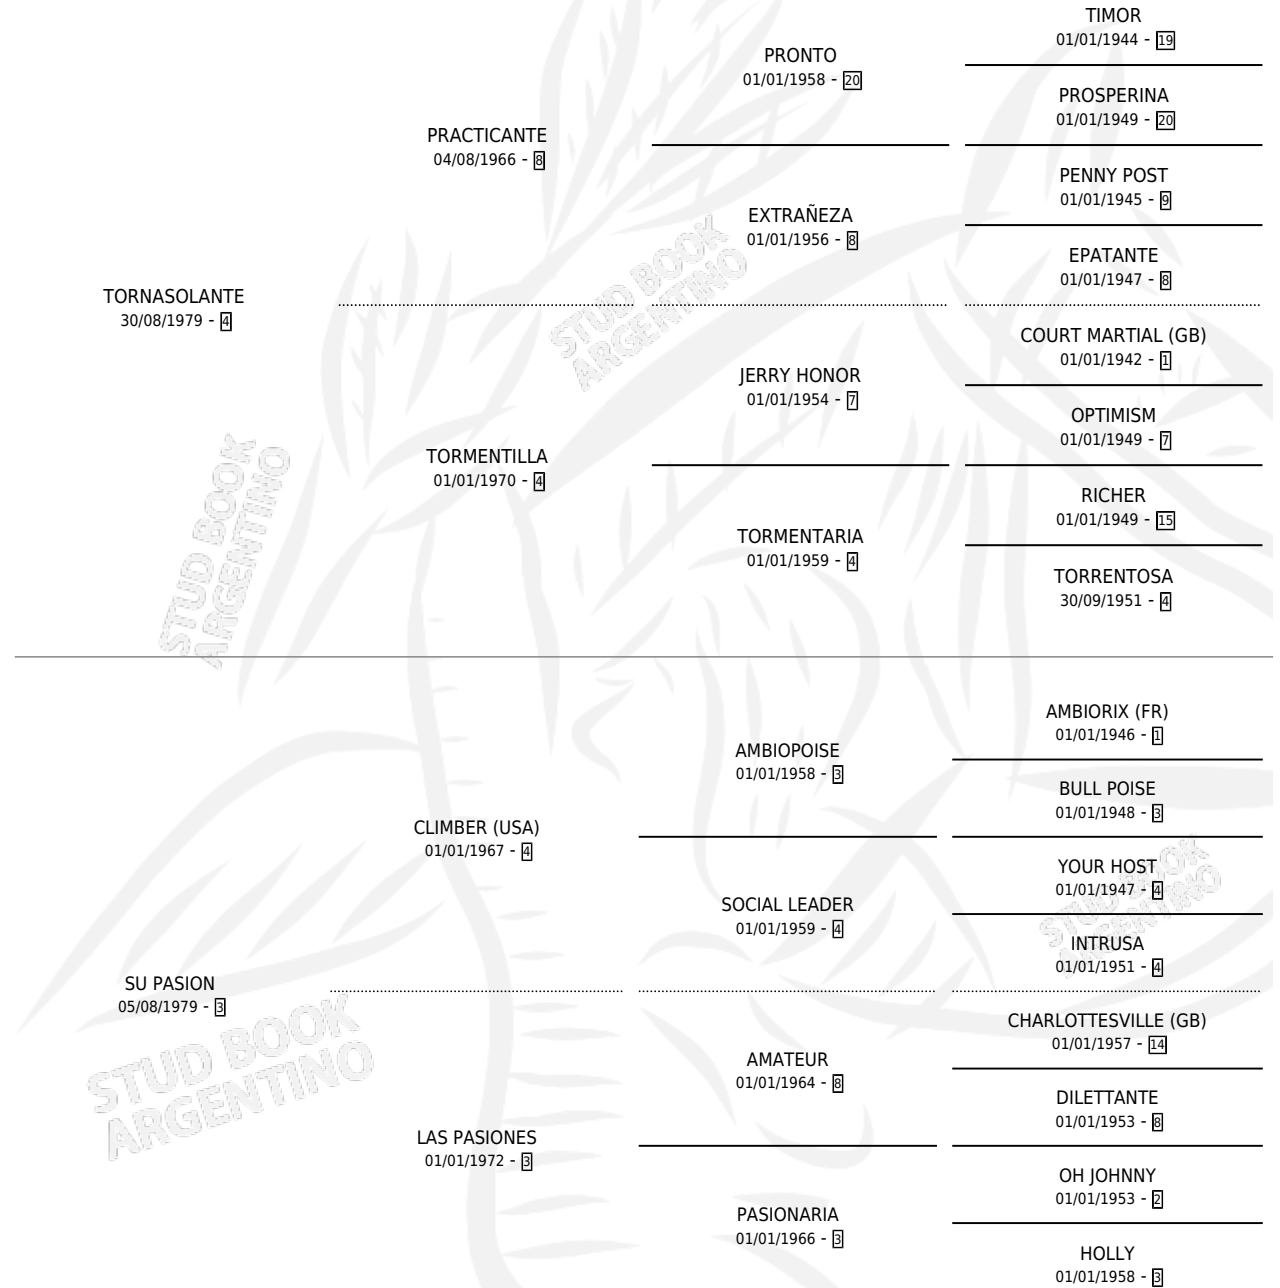 TIMOR
01/01/1944 - 19
PRONTO
01/01/1958 - 20
PROSPERINA
01/01/1949 - 20
PRACTICANTE
04/08/1966 - 8
PENNY POST
01/01/1945 - 9
EXTRAÑEZA
01/01/1956 - 8
EPATANTE
01/01/1947 - 8
TORNASOLANTE
30/08/1979 - 4
COURT MARTIAL (GB)
01/01/1942 - 1
JERRY HONOR
01/01/1954 - 7
OPTIMISM
01/01/1949 - 7
TORMENTILLA
01/01/1970 - 4
RICHER
01/01/1949 - 15
TORMENTARIA
01/01/1959 - 4
TORRENTOSA
30/09/1951 - 4
STUD BOOK
ARGENTINO
STUD BOOK
ARGENTINO
AMBIORIX (FR)
01/01/1946 - 1
AMBIOPOISE
01/01/1958 - 3
BULL POISE
01/01/1948 - 3
CLIMBER (USA)
01/01/1967 - 4
YOUR HOST
01/01/1947 - 4
SOCIAL LEADER
01/01/1959 - 4
INTRUSA
01/01/1951 - 4
SU PASION
05/08/1979 - 3
CHARLOTTESVILLE (GB)
01/01/1957 - 14
AMATEUR
01/01/1964 - 8
DILETTANTE
01/01/1953 - 8
LAS PASIONES
01/01/1972 - 3
OH JOHNNY
01/01/1953 - 2
PASIONARIA
01/01/1966 - 3
HOLLY
01/01/1958 - 3
STUD BOOK
ARGENTINO
STUD BOOK
ARGENTINO